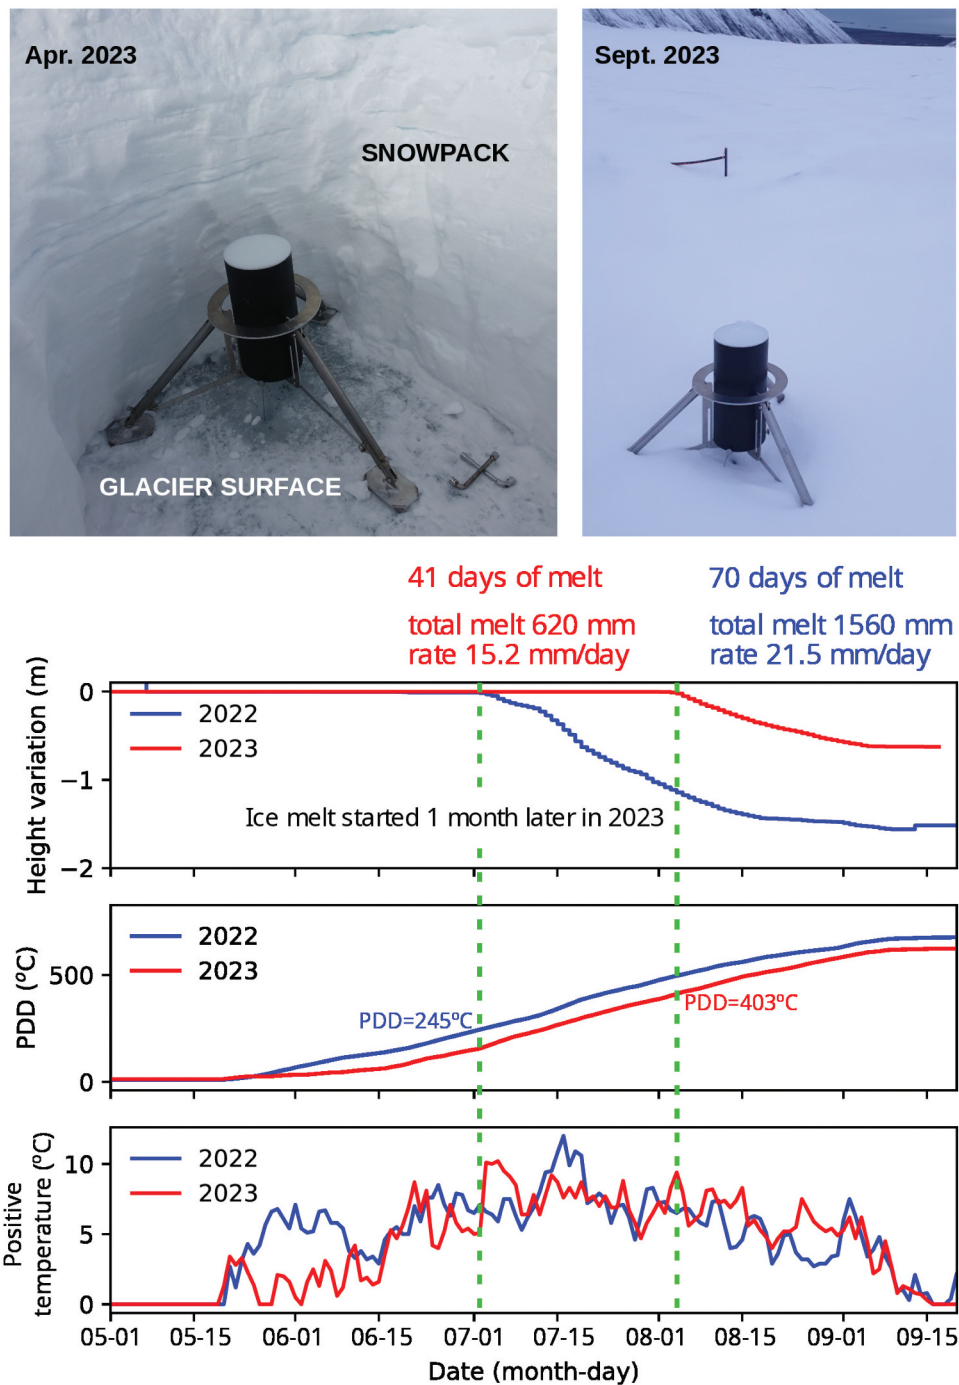 Apr. 2023
SNOWPACK
GLACIER SURFACE
Sept. 2023
41 days of melt
total melt 620 mm
rate 15.2 mm/day
70 days of melt
total melt 1560 mm
rate 21.5 mm/day
Height variation (m)
0
−1
−2
2022
2023
Ice melt started 1 month later in 2023
PDD (ºC)
500
0
2022
2023
PDD=245ºC
PDD=403ºC
Positive
temperature (ºC)
10
5
0
2022
2023
05-01 05-15 06-01 06-15 07-01 07-15 08-01 08-15 09-01 09-15
Date (month-day)